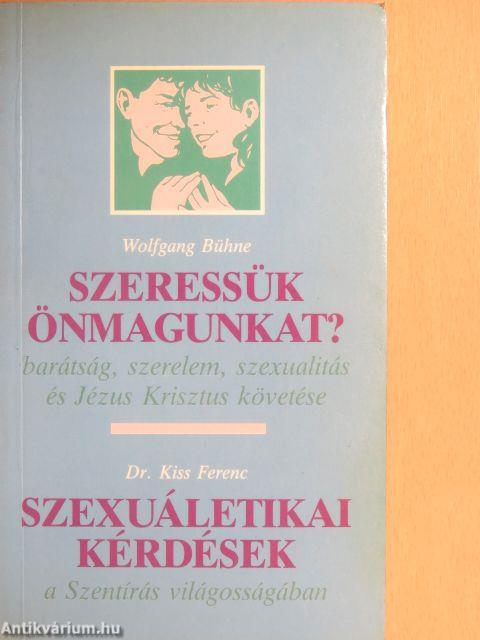 Wolfgang Bühne
SZERESSÜK
ÖNMAGUNKAT?
barátság, szerelem, szexualitás
és Jézus Krisztus követése
Dr. Kiss Ferenc
SZEXUÁLETIKAI
KÉRDÉSEK
a Szentírás világosságában
Antikvárium.hu